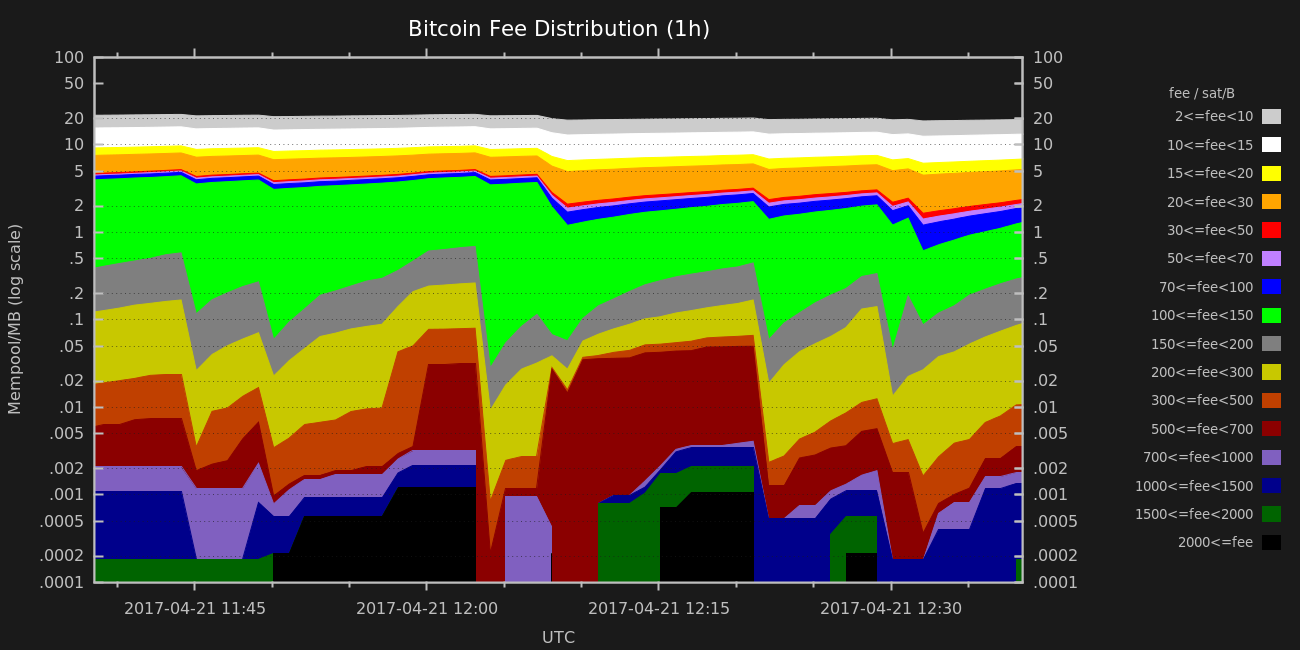 Bitcoin Fee Distribution (1h)
100
50
20
10
5
2
1
.5
.2
.1
.05
.02
.01
.005
.002
.001
.0005
.0002
.0001
Mempool/MB (log scale)
100
50
20
10
5
2
1
.5
.2
.1
.05
.02
.01
.005
.002
.001
.0005
.0002
.0001
2017-04-21 11:45
2017-04-21 12:00
2017-04-21 12:15
2017-04-21 12:30
UTC
fee / sat/B
2<=fee<10
10<=fee<15
15<=fee<20
20<=fee<30
30<=fee<50
50<=fee<70
70<=fee<100
100<=fee<150
150<=fee<200
200<=fee<300
300<=fee<500
500<=fee<700
700<=fee<1000
1000<=fee<1500
1500<=fee<2000
2000<=fee